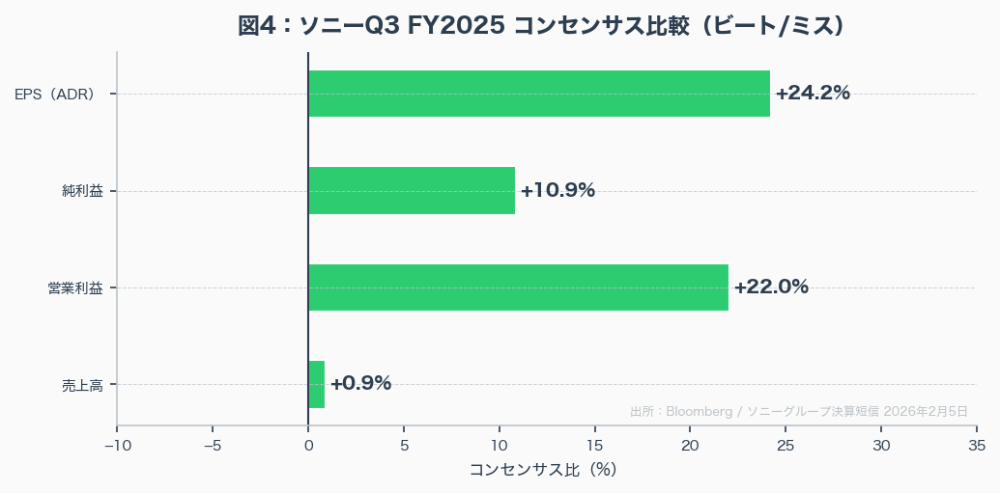 図4：ソニーQ3 FY2025 コンセンサス比較（ビート/ミス）
EPS（ADR）
+24.2%
純利益
+10.9%
営業利益
+22.0%
売上高
+0.9%
出所：Bloomberg / ソニーグループ決算短信 2026年2月5日
−10 −5 0 5 10 15 20 25 30 35
コンセンサス比（%）